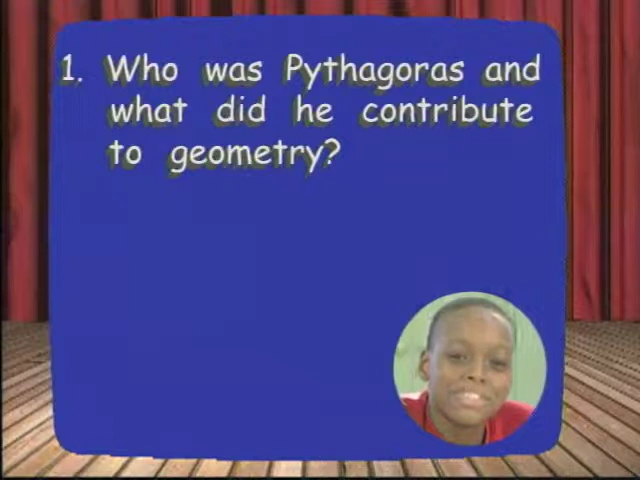 1. Who was Pythagoras and
what did he contribute
to geometry?